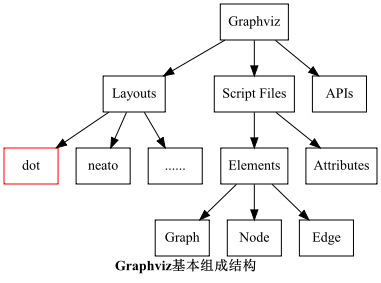 Graphviz
Layouts
Script Files
APIs
dot
neato
......
Elements
Attributes
Graph
Node
Edge
Graphviz基本组成结构